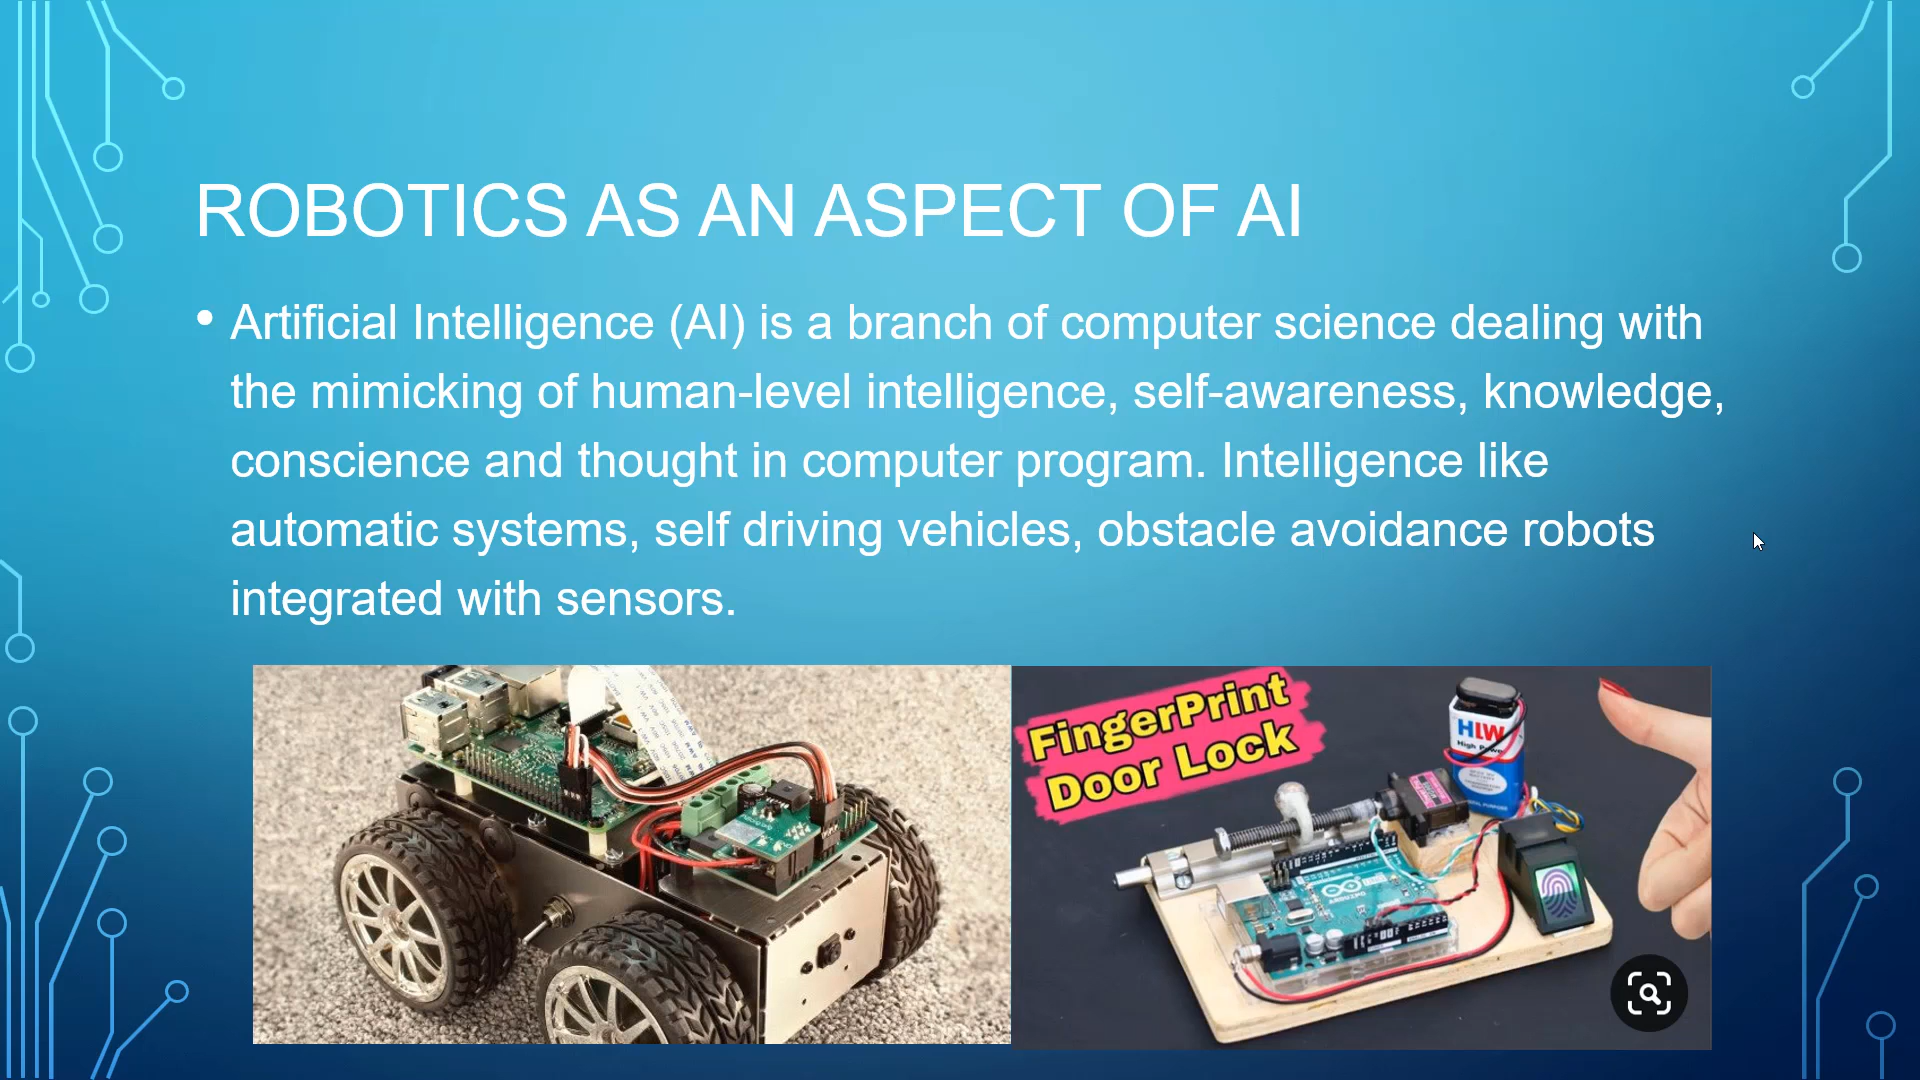 ROBOTICS AS AN ASPECT OF AI
• Artificial Intelligence (AI) is a branch of computer science dealing with
the mimicking of human-level intelligence, self-awareness, knowledge,
conscience and thought in computer program. Intelligence like
automatic systems, self driving vehicles, obstacle avoidance robots
integrated with sensors.
FingerPrint
Door Lock
HIW
ARDUINO